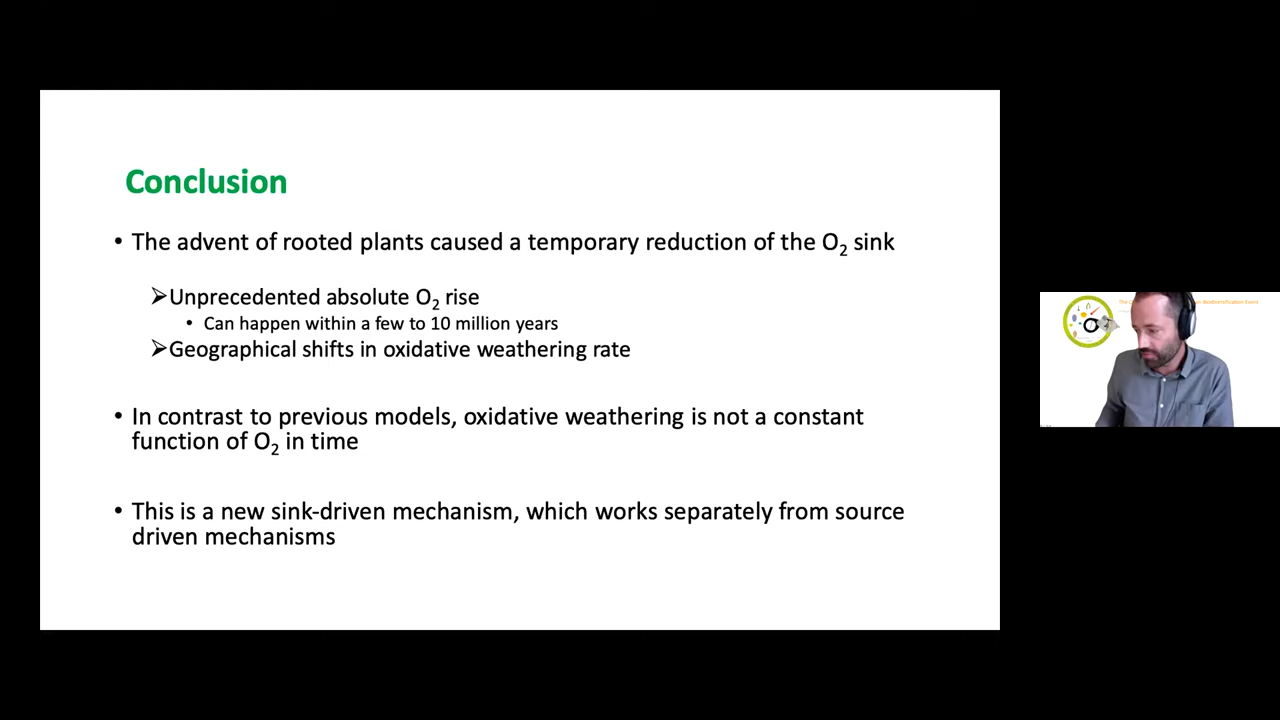 Conclusion
• The advent of rooted plants caused a temporary reduction of the O2 sink
➢Unprecedented absolute O2 rise
• Can happen within a few to 10 million years
➢Geographical shifts in oxidative weathering rate
• In contrast to previous models, oxidative weathering is not a constant
function of O2 in time
• This is a new sink-driven mechanism, which works separately from source
driven mechanisms